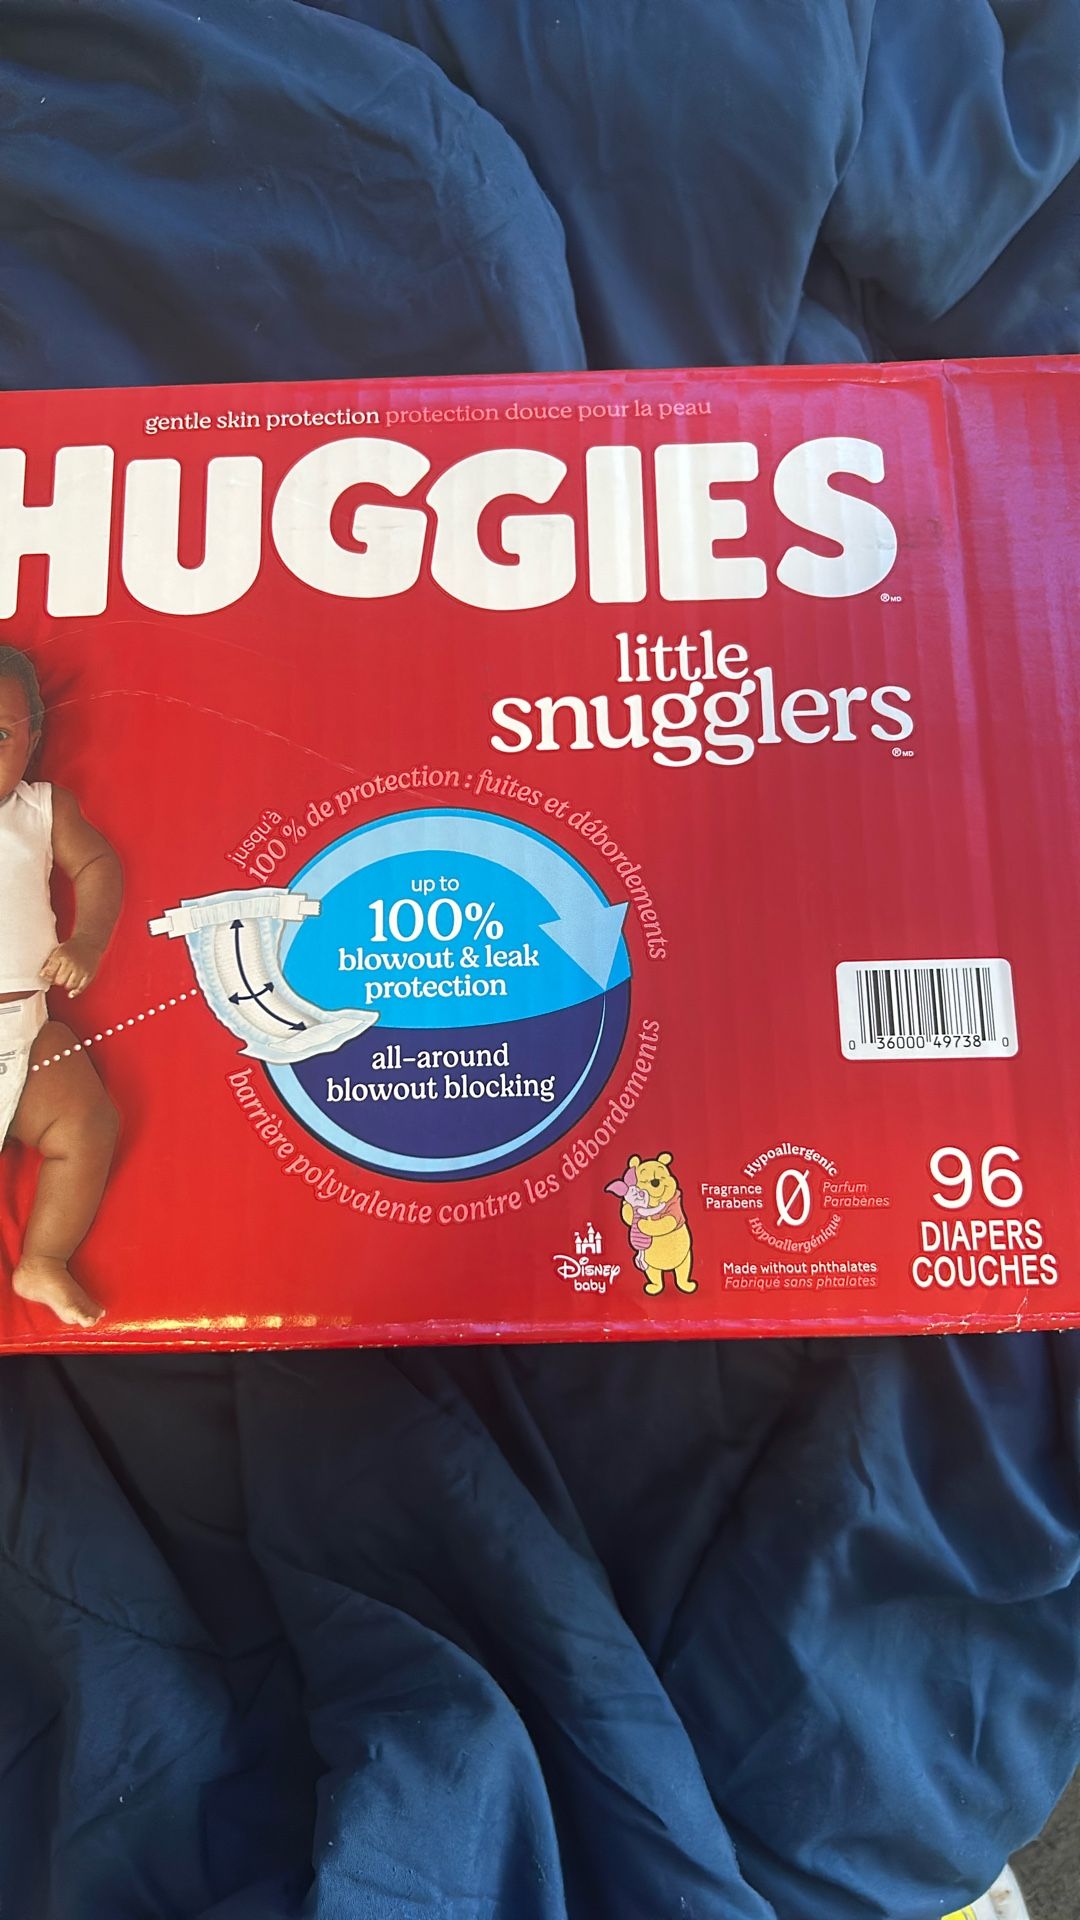 gentle skin protection protection douce pour la peau
HUGGIES
®MD
little
snugglers
®MD
jusqu'à
100 % de protection : fuites et débordements
up to
100%
blowout & leak
protection
all-around
blowout blocking
barrière polyvalente contre les débordements
0 36000 49738 0
Disney
baby
Hypoallergenic
Fragrance
Parabens
0
Parfum
Parabènes
Hypoallergénique
Made without phthalates
Fabriqué sans phtalates
96
DIAPERS
COUCHES